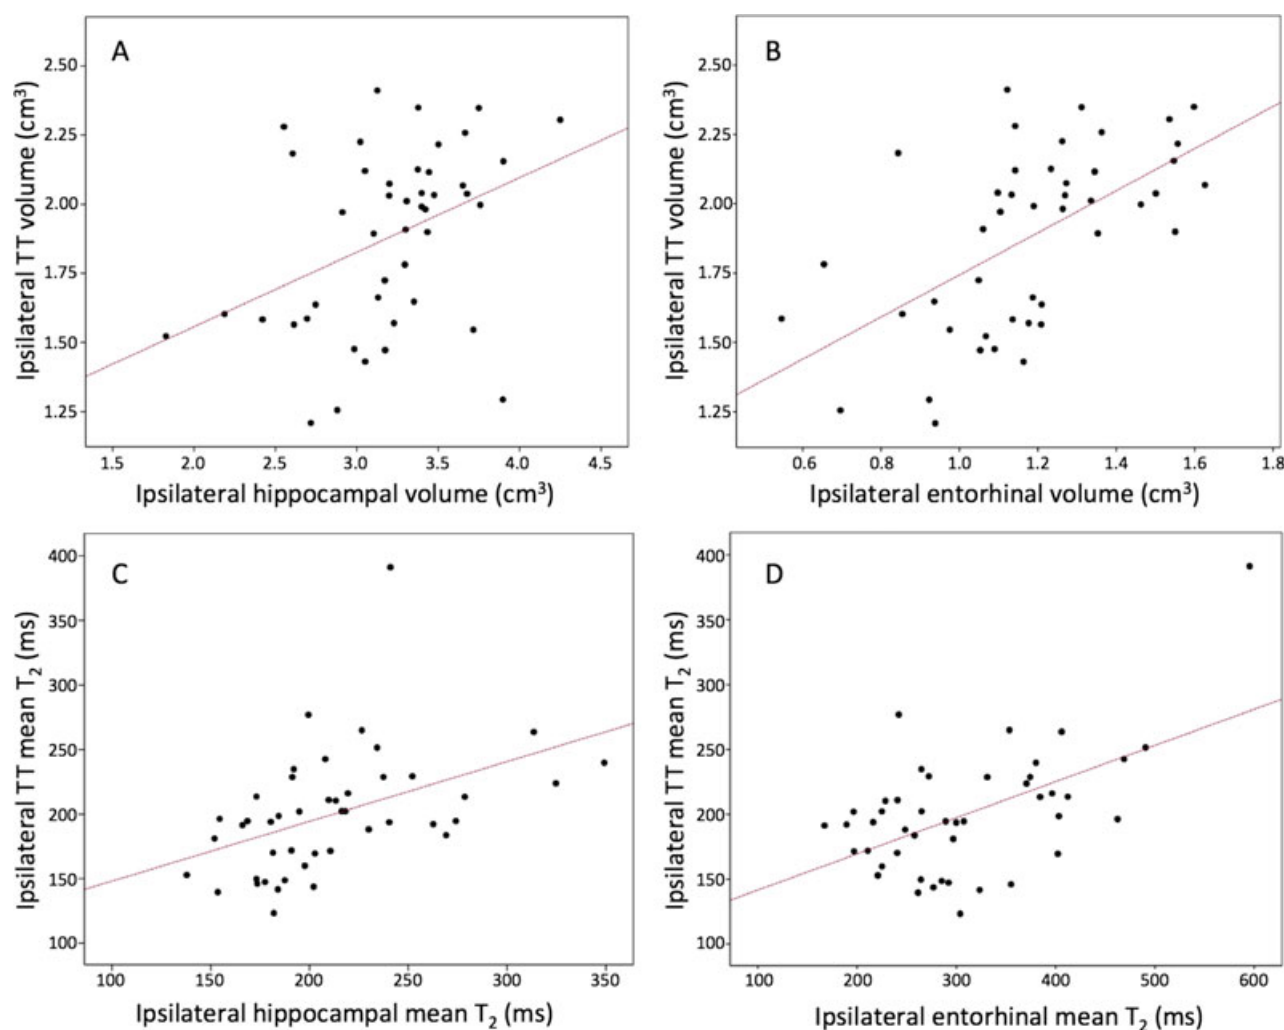 A
Ipsilateral TT volume (cm³)
2.50
2.25
2.00
1.75
1.50
1.25
1.5 2.0 2.5 3.0 3.5 4.0 4.5
Ipsilateral hippocampal volume (cm³)
B
Ipsilateral TT volume (cm³)
2.50
2.25
2.00
1.75
1.50
1.25
0.6 0.8 1.0 1.2 1.4 1.6 1.8
Ipsilateral entorhinal volume (cm³)
C
Ipsilateral TT mean T₂ (ms)
400
350
300
250
200
150
100
100 150 200 250 300 350
Ipsilateral hippocampal mean T₂ (ms)
D
Ipsilateral TT mean T₂ (ms)
400
350
300
250
200
150
100
100 200 300 400 500 600
Ipsilateral entorhinal mean T₂ (ms)